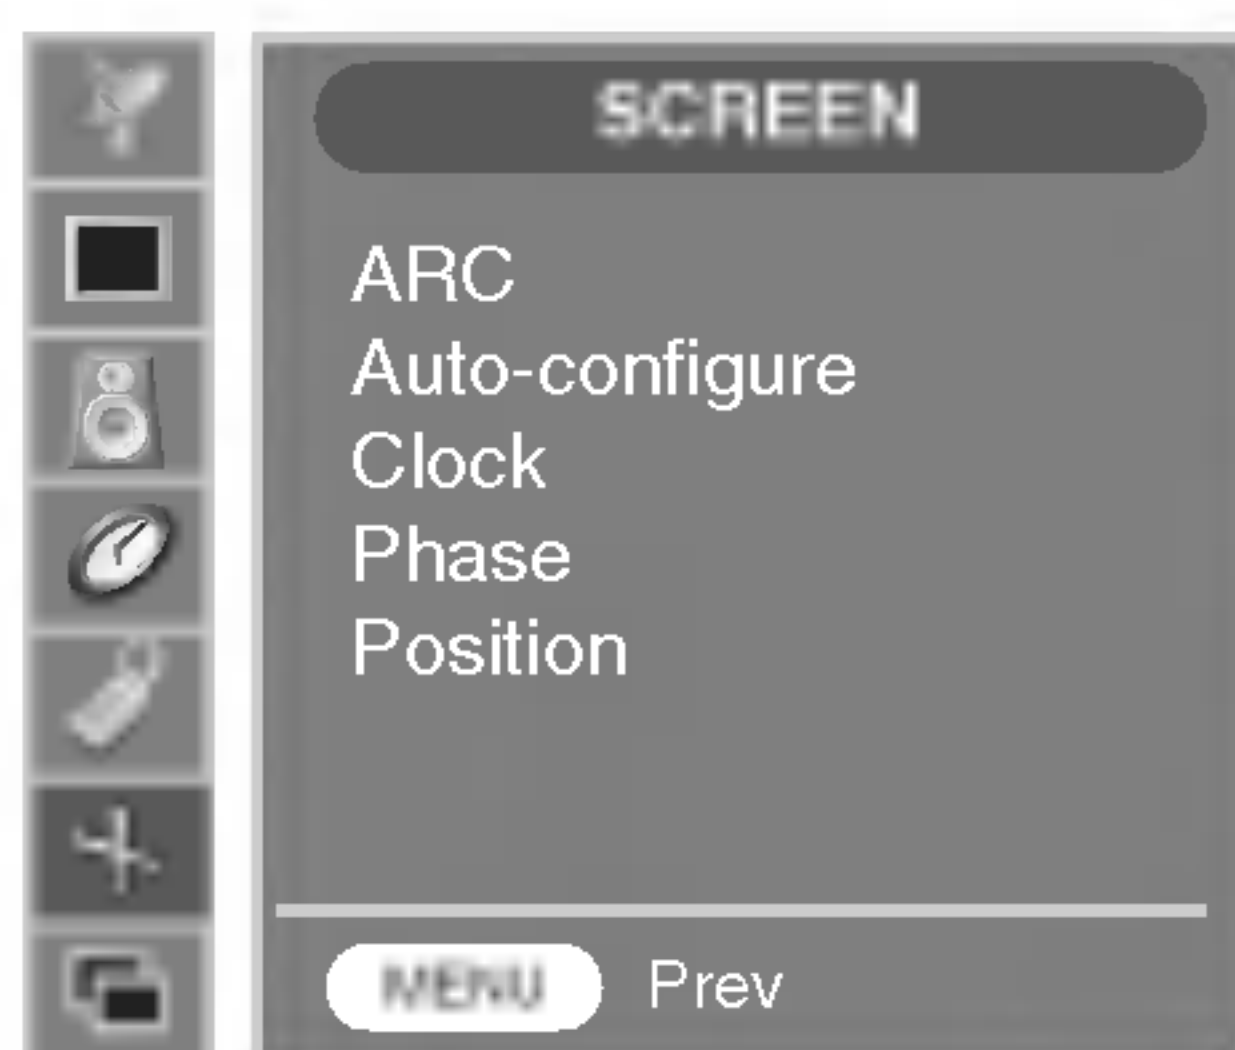 SCREEN
ARC
Auto-configure
Clock
Phase
Position
MENU Prev